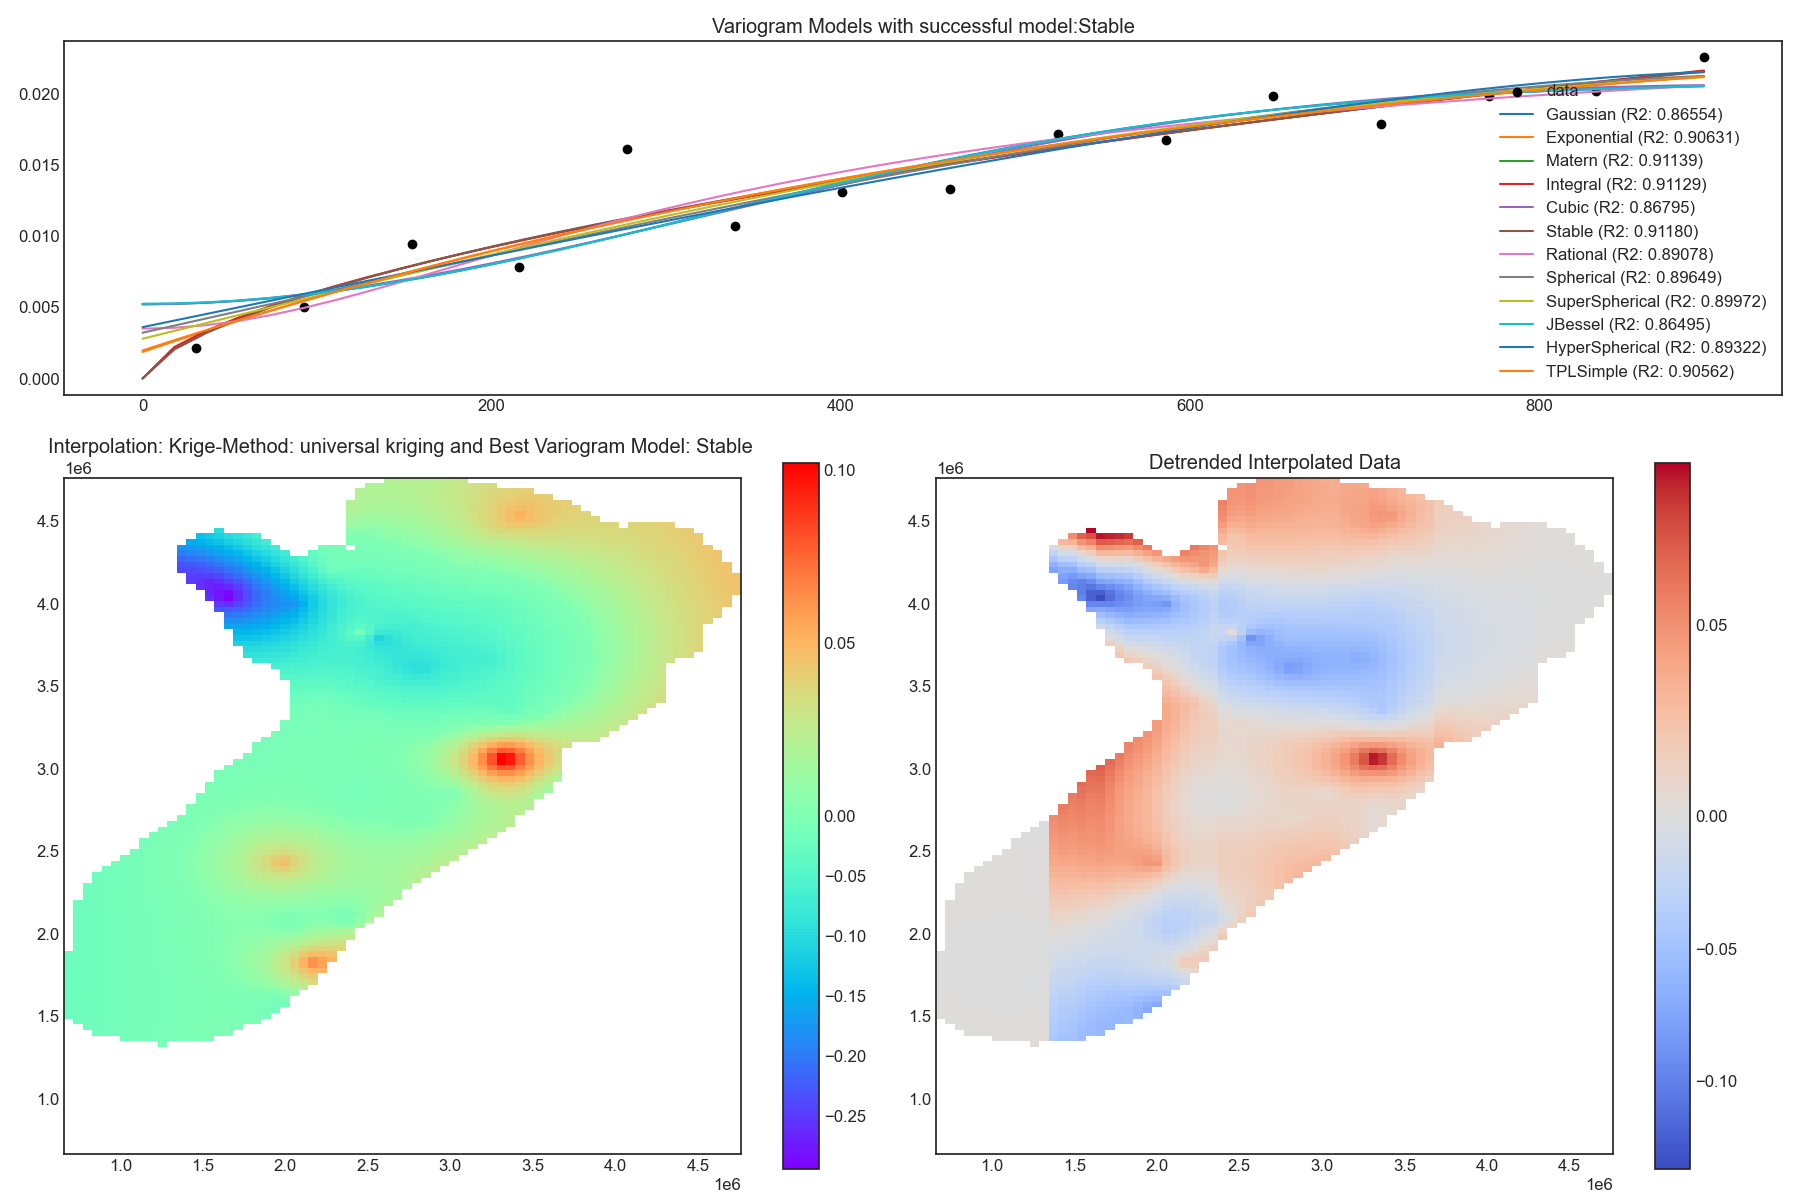 Variogram Models with successful model:Stable
0.020
0.015
0.010
0.005
0.000
0 200 400 600 800
data
Gaussian (R2: 0.86554)
Exponential (R2: 0.90631)
Matern (R2: 0.91139)
Integral (R2: 0.91129)
Cubic (R2: 0.86795)
Stable (R2: 0.91180)
Rational (R2: 0.89078)
Spherical (R2: 0.89649)
SuperSpherical (R2: 0.89972)
JBessel (R2: 0.86495)
HyperSpherical (R2: 0.89322)
TPLSimple (R2: 0.90562)
Interpolation: Krige-Method: universal kriging and Best Variogram Model: Stable
1e6
4.5
4.0
3.5
3.0
2.5
2.0
1.5
1.0
1.0 1.5 2.0 2.5 3.0 3.5 4.0 4.5
1e6
0.10
0.05
0.00
−0.05
−0.10
−0.15
−0.20
−0.25
Detrended Interpolated Data
1e6
4.5
4.0
3.5
3.0
2.5
2.0
1.5
1.0
1.0 1.5 2.0 2.5 3.0 3.5 4.0 4.5
1e6
0.05
0.00
−0.05
−0.10